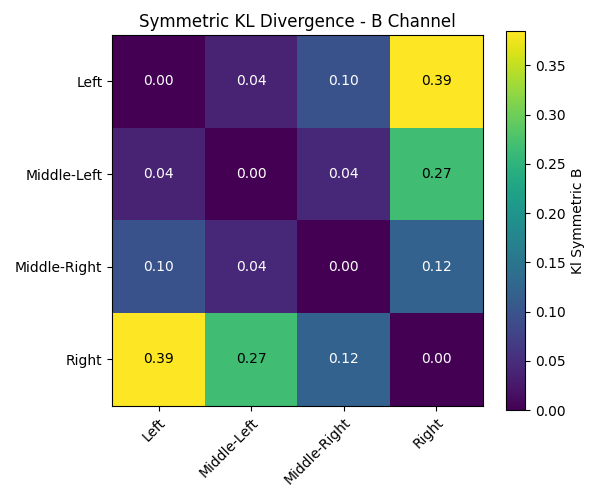 Symmetric KL Divergence - B Channel
Left 0.00 0.04 0.10 0.39
Middle-Left 0.04 0.00 0.04 0.27
Middle-Right 0.10 0.04 0.00 0.12
Right 0.39 0.27 0.12 0.00
Left
Middle-Left
Middle-Right
Right
0.35
0.30
0.25
0.20
0.15
0.10
0.05
0.00
Kl Symmetric B